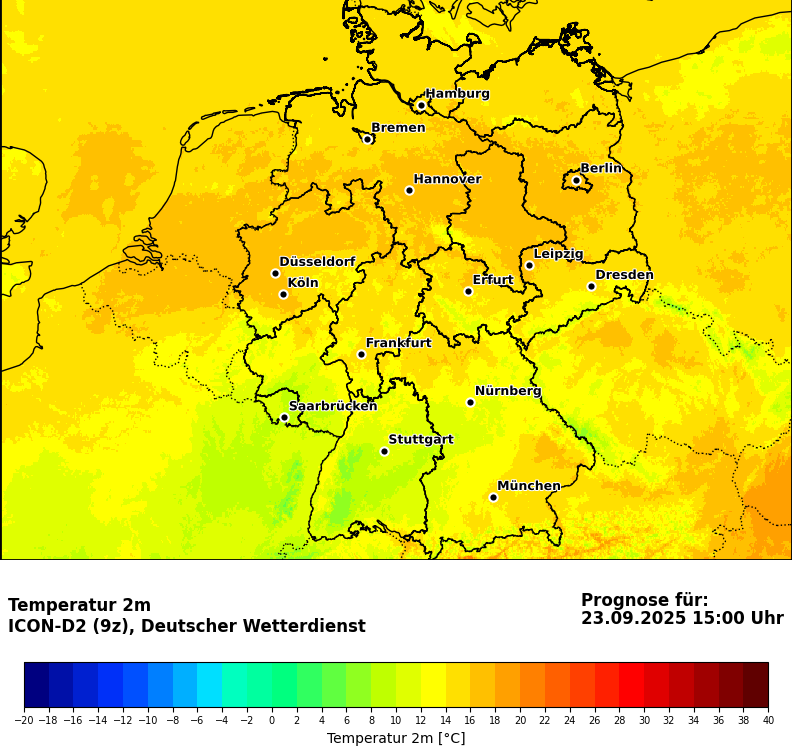 Hamburg
Bremen
Berlin
Hannover
Leipzig
Düsseldorf
Dresden
Köln
Erfurt
Frankfurt
Nürnberg
Saarbrücken
Stuttgart
München
Temperatur 2m
ICON-D2 (9z), Deutscher Wetterdienst
Prognose für:
23.09.2025 15:00 Uhr
−20 −18 −16 −14 −12 −10 −8 −6 −4 −2 0 2 4 6 8 10 12 14 16 18 20 22 24 26 28 30 32 34 36 38 40
Temperatur 2m [°C]